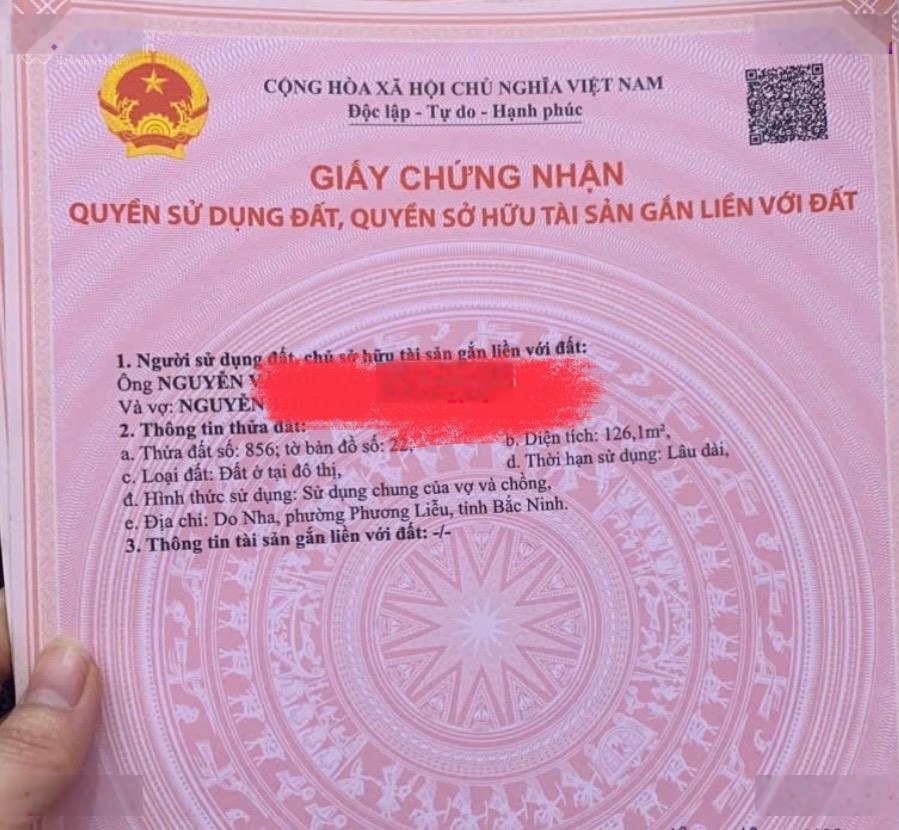 CỘNG HÒA XÃ HỘI CHỦ NGHĨA VIỆT NAM
Độc lập - Tự do - Hạnh phúc
GIẤY CHỨNG NHẬN
QUYỀN SỬ DỤNG ĐẤT, QUYỀN SỞ HỮU TÀI SẢN GẮN LIỀN VỚI ĐẤT
1. Người sử dụng đất, chủ sở hữu tài sản gắn liền với đất:
Ông NGUYỄN V
Và vợ: NGUYỄN
2. Thông tin thửa đất:
a. Thửa đất số: 856; tờ bản đồ số: 22, b. Diện tích: 126,1m²,
c. Loại đất: Đất ở tại đô thị, d. Thời hạn sử dụng: Lâu dài,
đ. Hình thức sử dụng: Sử dụng chung của vợ và chồng,
e. Địa chỉ: Do Nha, phường Phương Liễu, tỉnh Bắc Ninh.
3. Thông tin tài sản gắn liền với đất: -/-